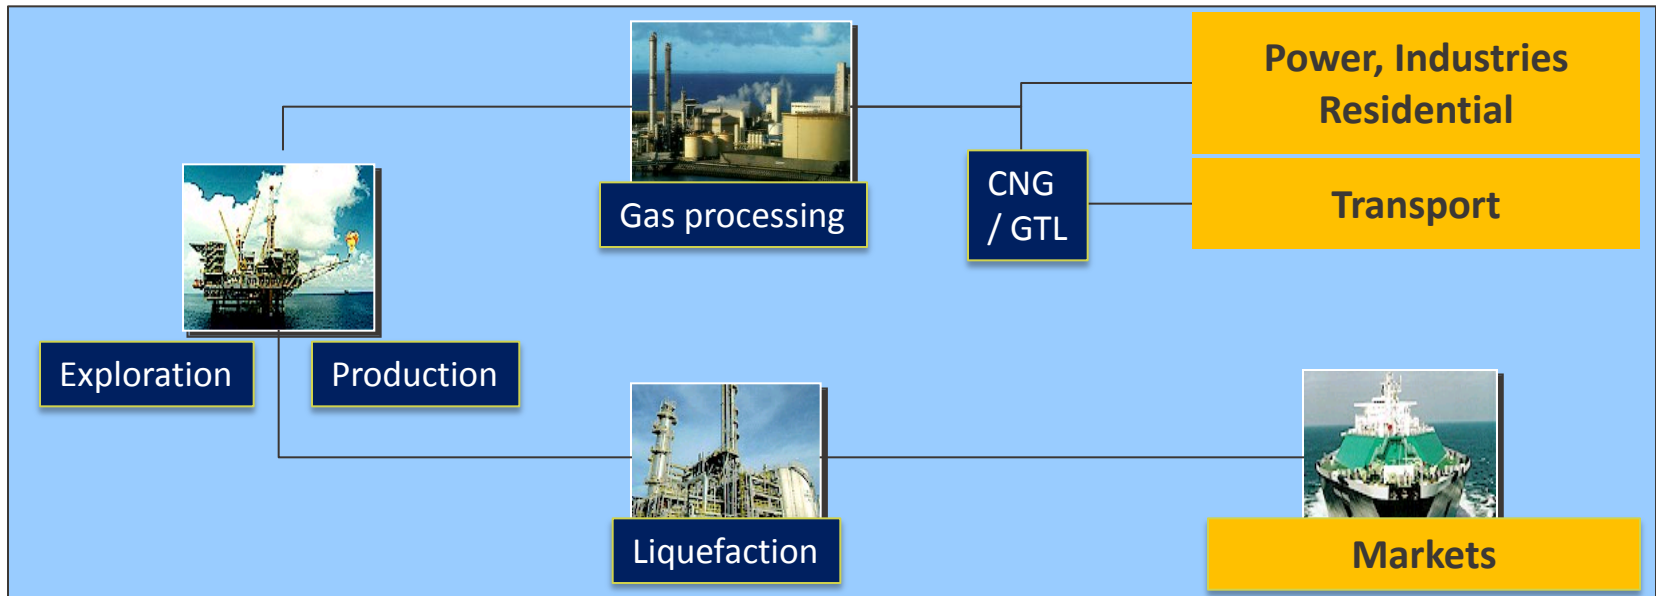 Power, Industries
Residential
CNG
/ GTL
Transport
Gas processing
Exploration
Production
Liquefaction
Markets